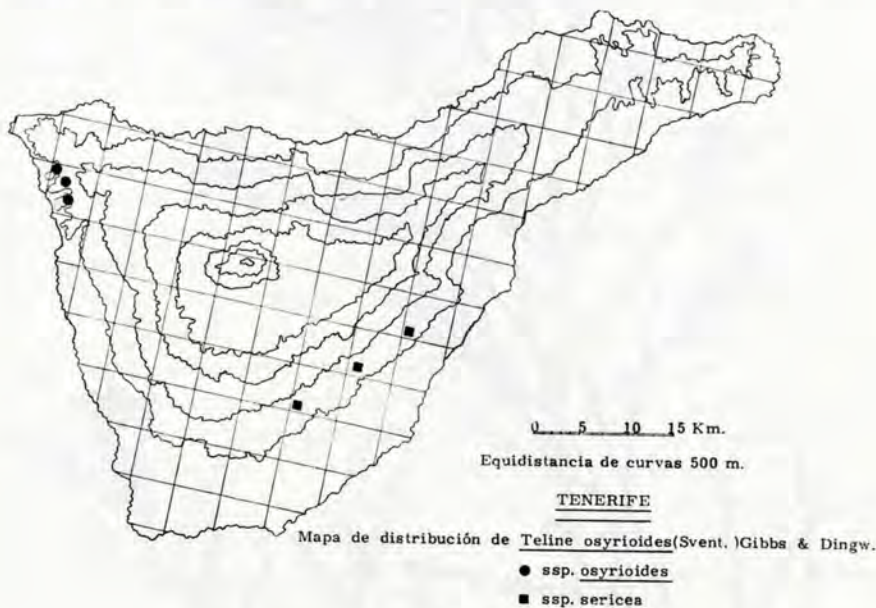 0 5 10 15 Km.
Equidistancia de curvas 500 m.
TENERIFE
Mapa de distribución de Teline osyrioides(Svent.)Gibbs & Dingw.
● ssp. osyrioides
■ ssp. sericea